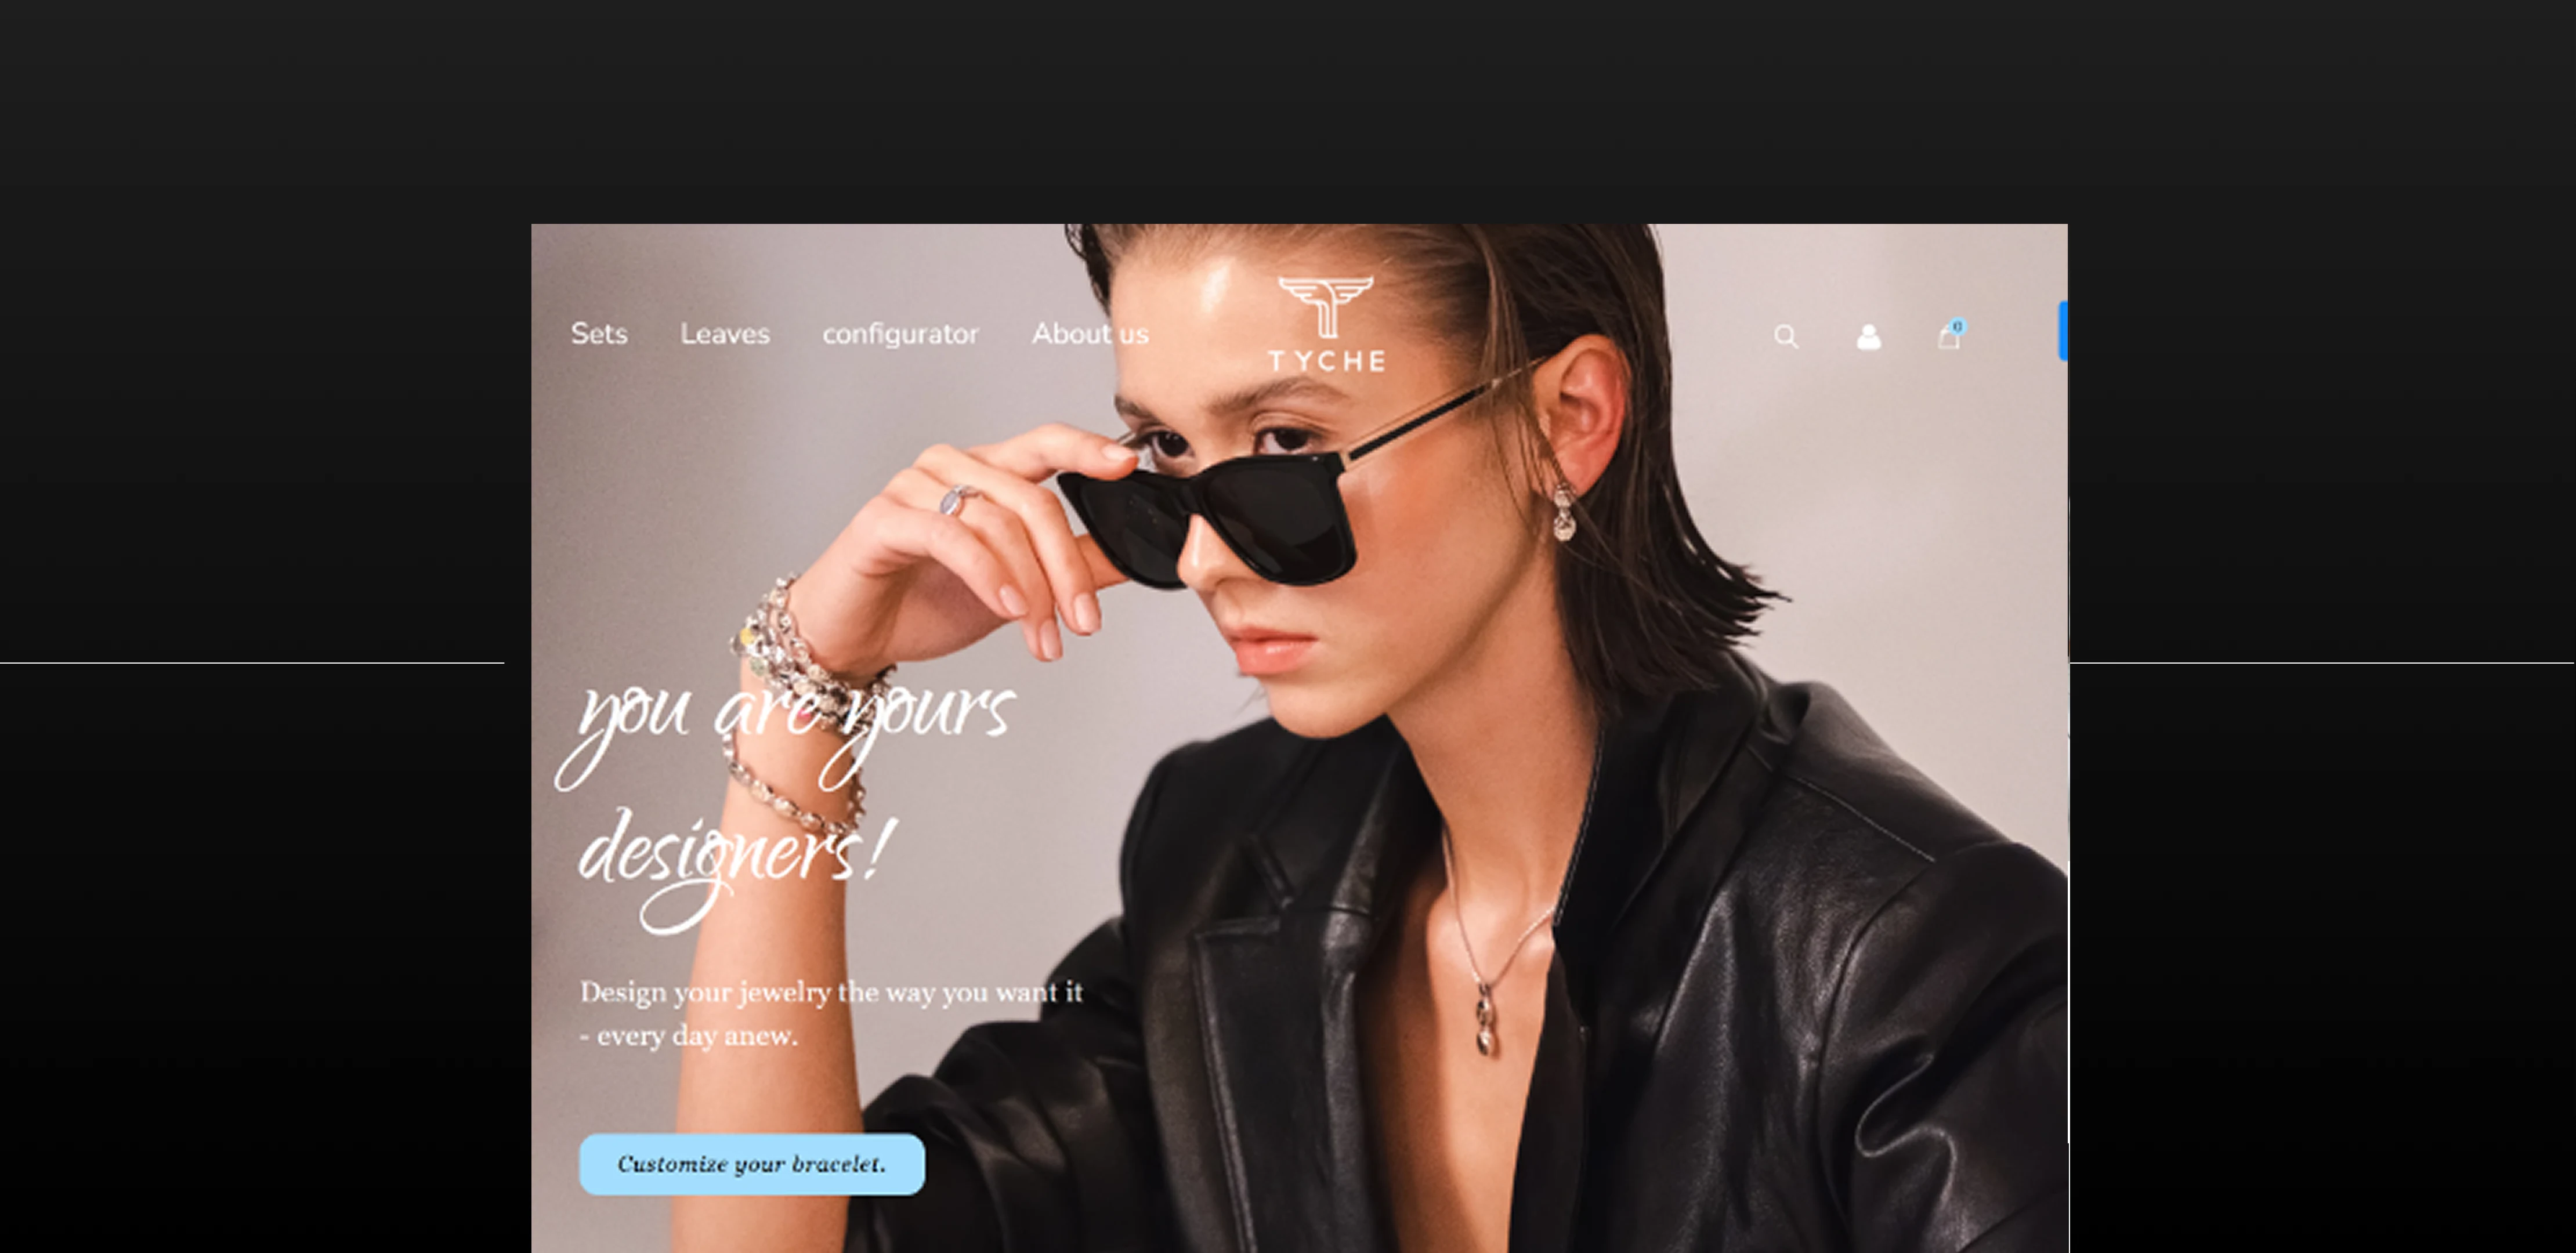 Sets Leaves configurator About us
TYCHE
0
you are yours
designers!
Design your jewelry the way you want it
- every day anew.
Customize your bracelet.